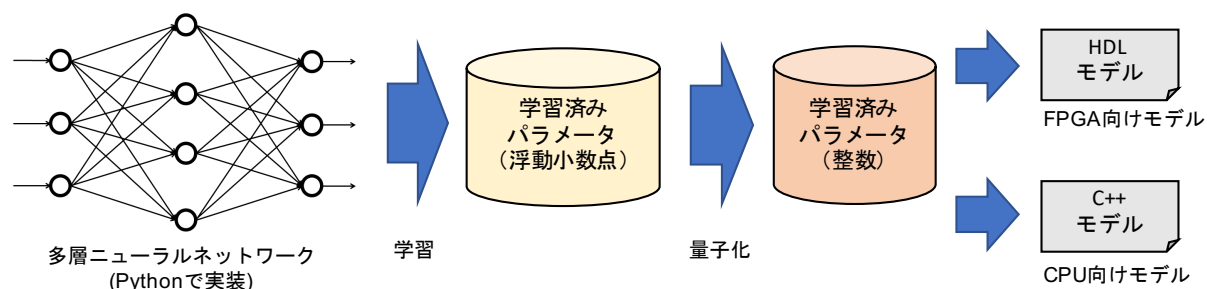 多層ニューラルネットワーク
(Pythonで実装)
学習
学習済み
パラメータ
（浮動小数点）
量子化
学習済み
パラメータ
（整数）
HDL
モデル
FPGA向けモデル
C++
モデル
CPU向けモデル